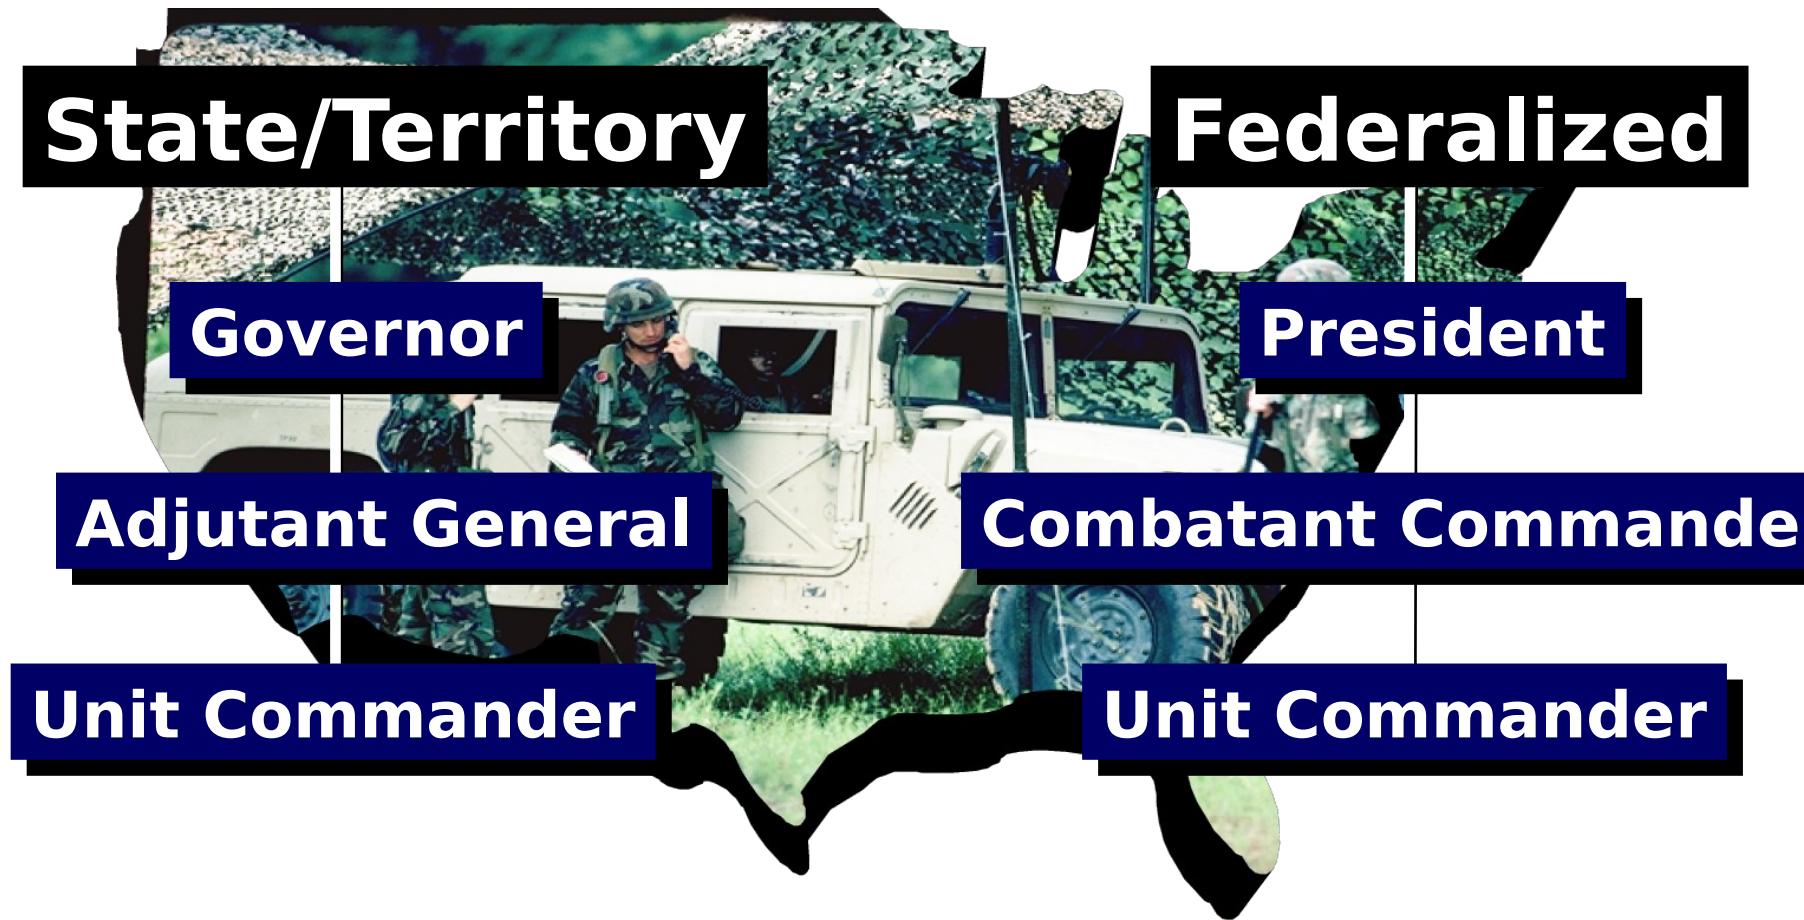 State/Territory
Federalized
Governor
President
Adjutant General
Combatant Commande
Unit Commander
Unit Commander